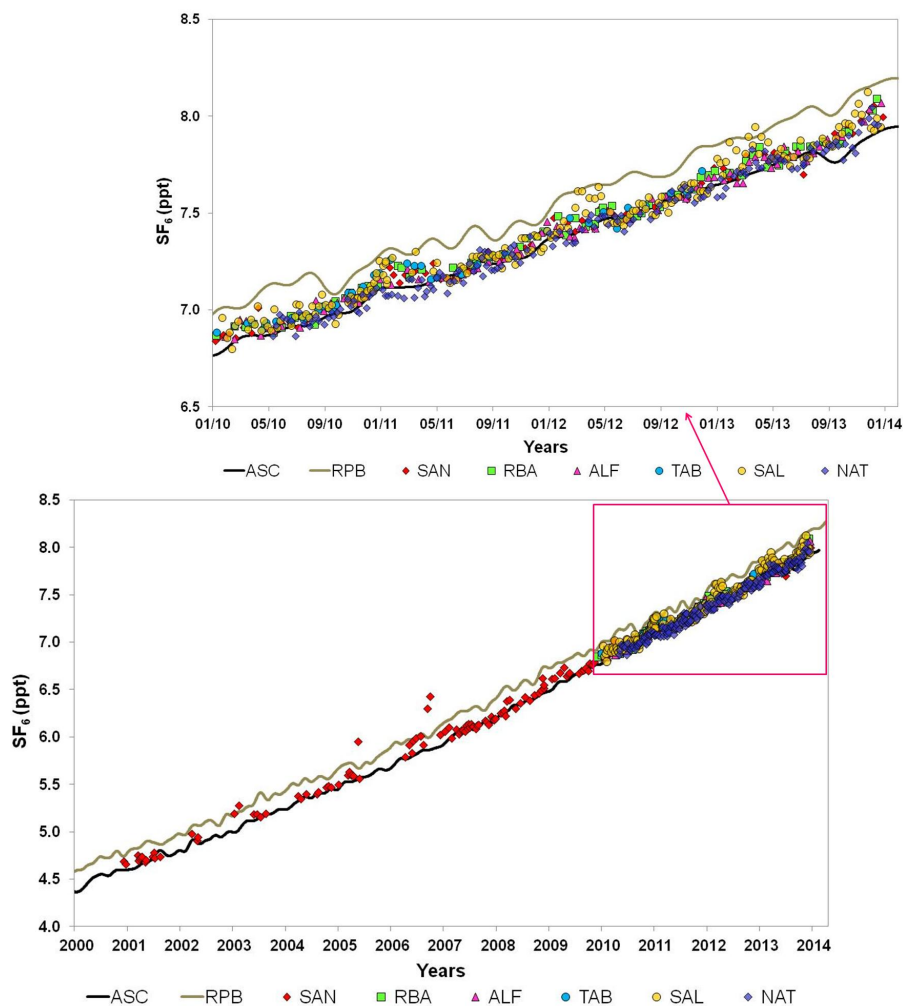 8.5
8.0
7.5
7.0
6.5
SF6 (ppt)
01/10 05/10 09/10 01/11 05/11 09/11 01/12 05/12 09/12 01/13 05/13 09/13 01/14
Years
ASC RPB SAN RBA ALF TAB SAL NAT
8.5
8.0
7.5
7.0
6.5
6.0
5.5
5.0
4.5
4.0
SF6 (ppt)
2000 2001 2002 2003 2004 2005 2006 2007 2008 2009 2010 2011 2012 2013 2014
Years
ASC RPB SAN RBA ALF TAB SAL NAT